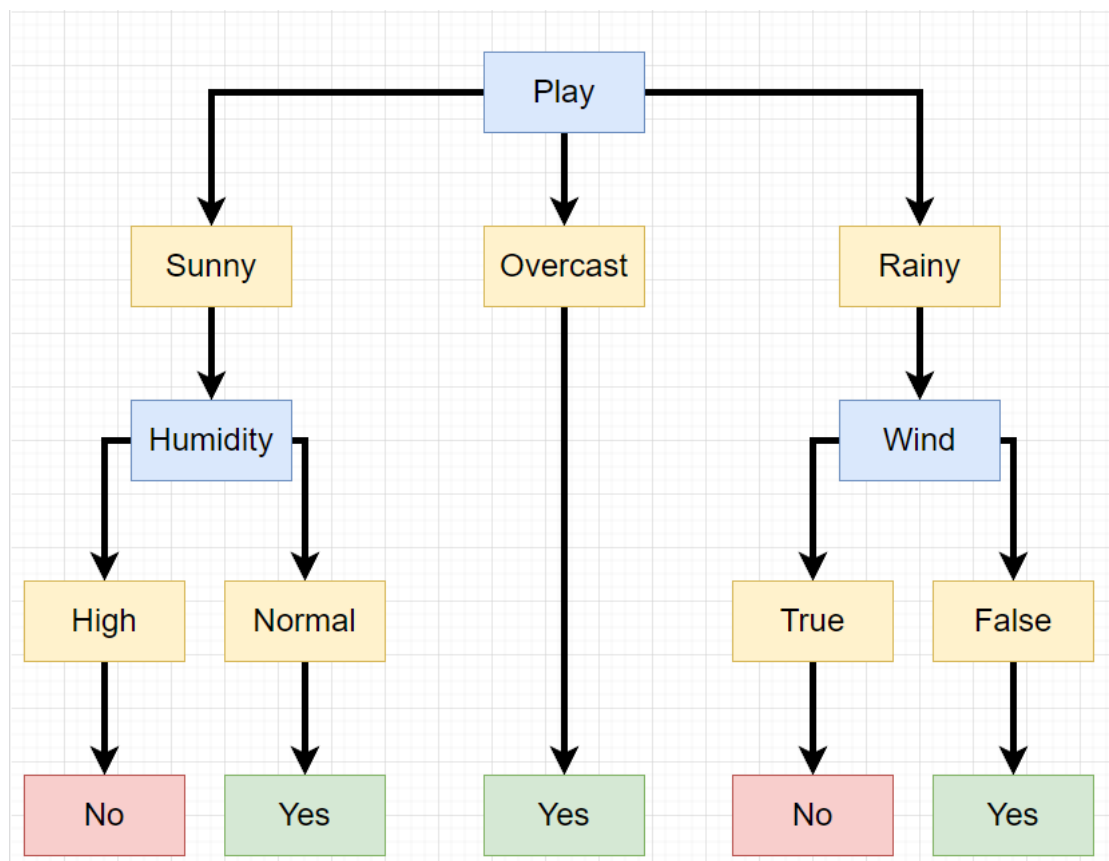 Play
Sunny
Overcast
Rainy
Humidity
Wind
High
Normal
True
False
No
Yes
Yes
No
Yes